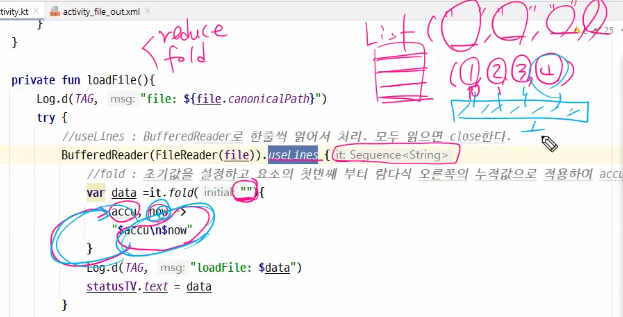 ctivity.kt × activity_file_out.xml ×
reduce
fold
List ( " " , " " , " " , )
25
( 1, 2, 3, 4 )
}
}
private fun loadFile(){
Log.d(TAG, msg: "file: ${file.canonicalPath}")
try {
//useLines : BufferedReader로 한줄씩 읽어서 처리. 모두 읽으면 close한다.
BufferedReader(FileReader(file)).useLines { it: Sequence<String>
//fold : 초기값을 설정하고 요소의 첫번째 부터 람다식 오른쪽의 누적값으로 적용하여 accu
var data =it.fold( initial: ""){
accu, now ->
"$accu\n$now"
}
Log.d(TAG, msg: "loadFile: $data")
statusTV.text = data
}